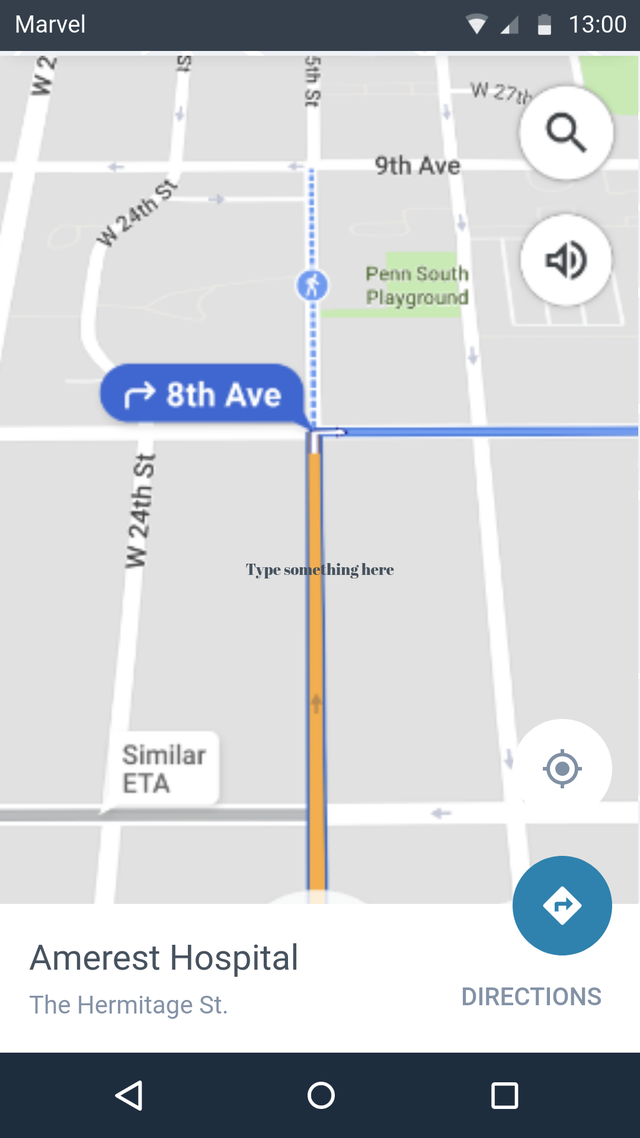 Marvel
13:00
W 2
St
5th St
W 27th
9th Ave
W 24th St
Penn South
Playground
8th Ave
W 24th St
Type something here
Similar
ETA
Amerest Hospital
The Hermitage St.
DIRECTIONS